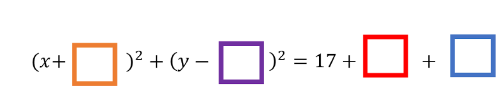 (x+ □ )² + (y − □ )² = 17 + □ + □